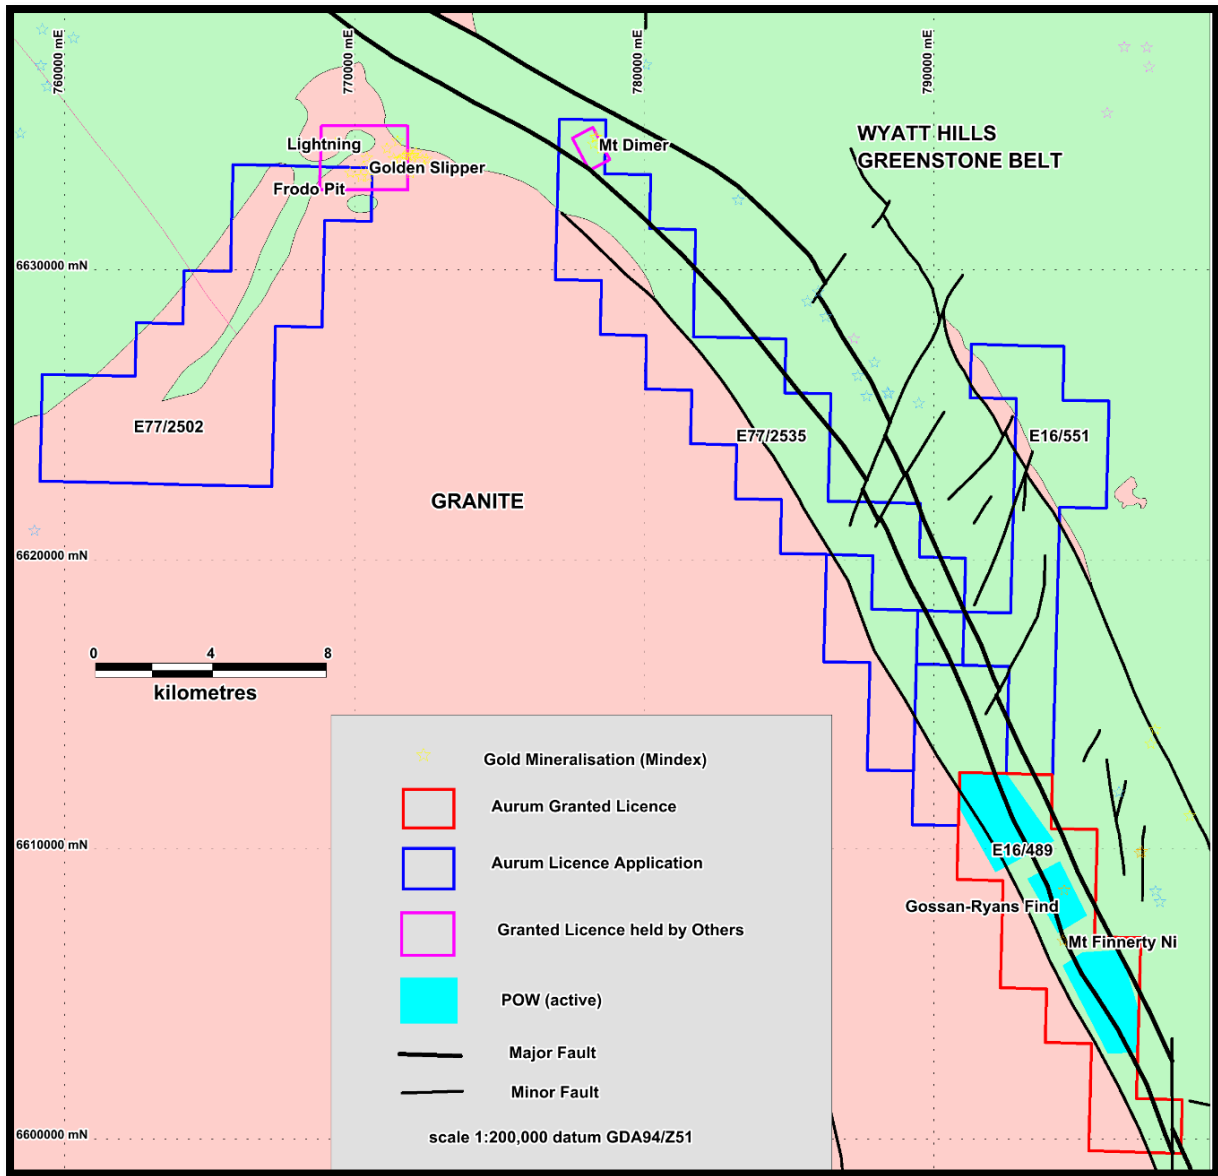 760000 mE
770000 mE
780000 mE
790000 mE
WYATT HILLS
GREENSTONE BELT
Lightning
Mt Dimer
Golden Slipper
Frodo Pit
6630000 mN
E77/2502
E77/2535
E16/551
GRANITE
6620000 mN
0 4 8
kilometres
Gold Mineralisation (Mindex)
Aurum Granted Licence
Aurum Licence Application
Granted Licence held by Others
POW (active)
Major Fault
Minor Fault
scale 1:200,000 datum GDA94/Z51
6610000 mN
E16/489
Gossan-Ryans Find
Mt Finnerty Ni
6600000 mN